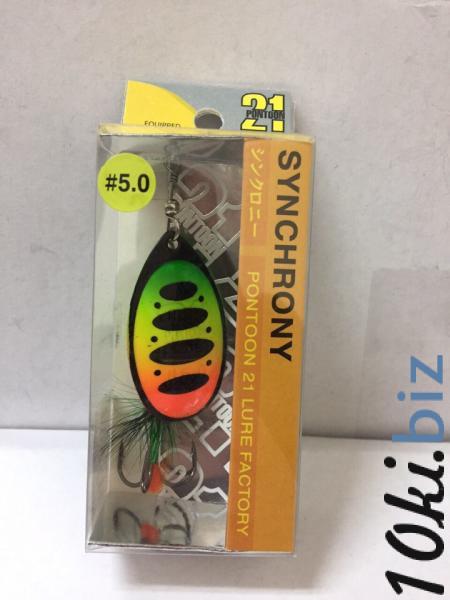 21
PONTOON
EQUIPPED
#5.0
SYNCHRONY
シンクロニー
PONTOON 21 LURE FACTORY
10ki.biz